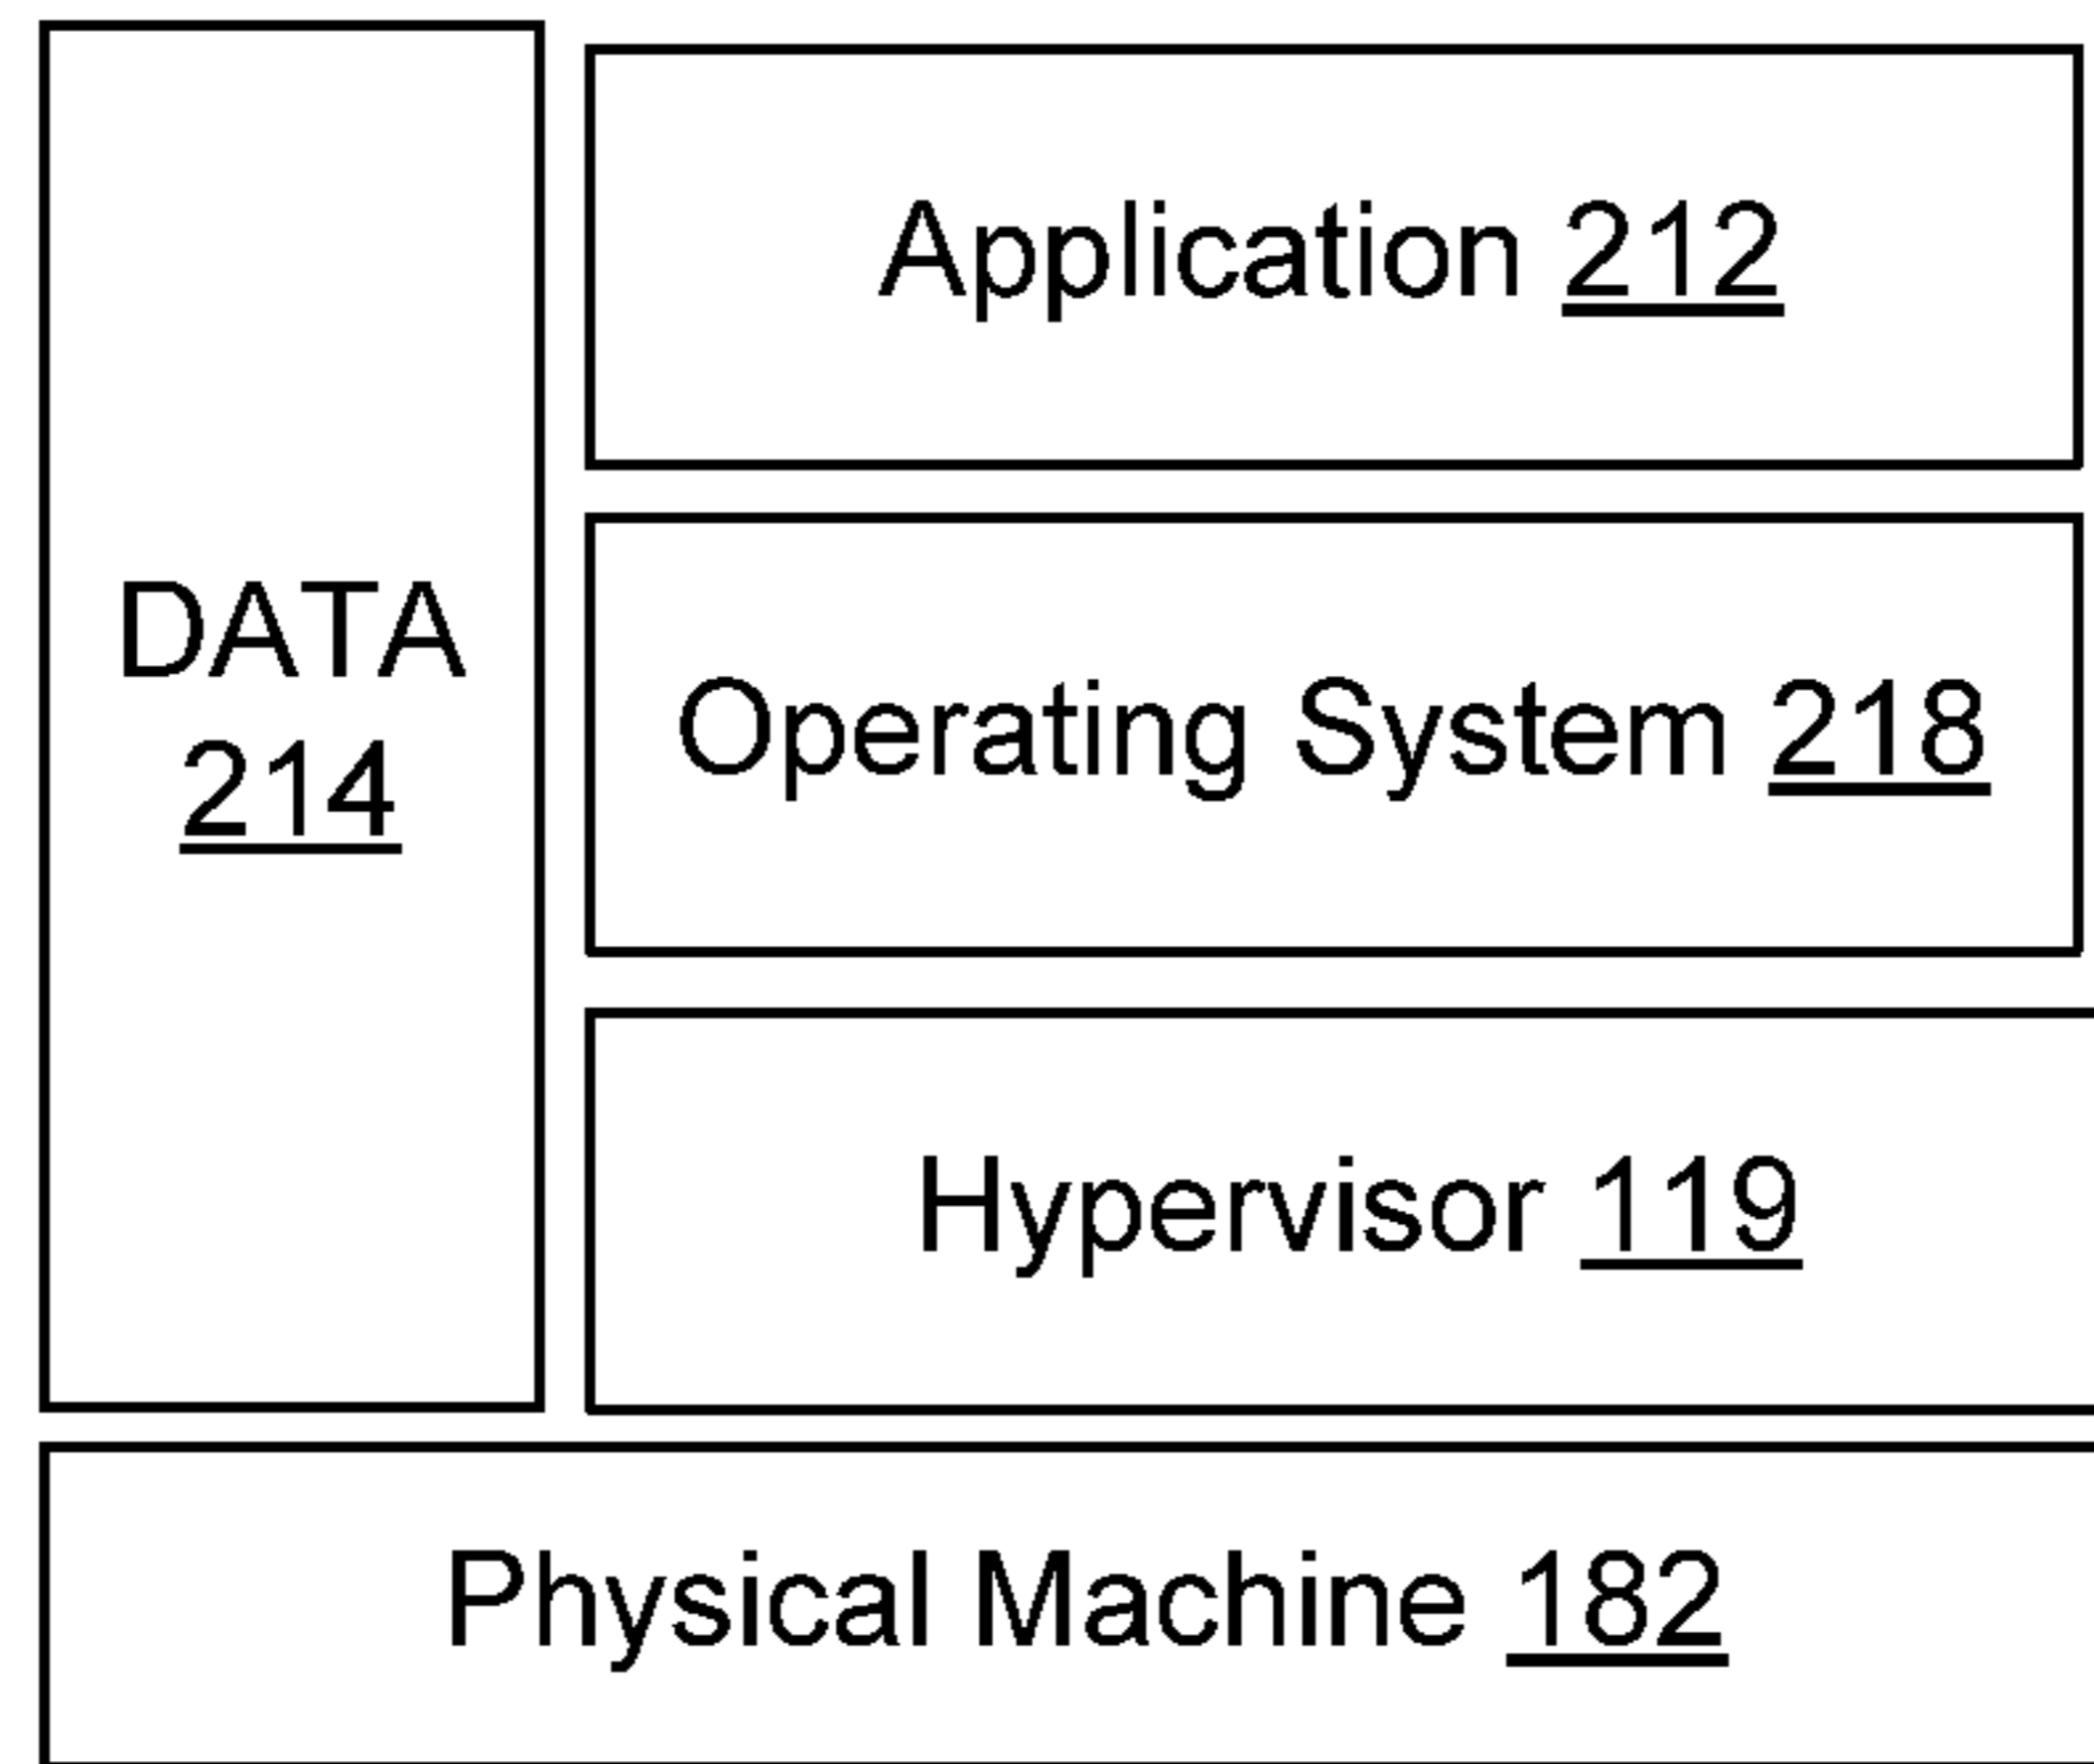 Application 212
DATA
214
Operating System 218
Hypervisor 119
Physical Machine 182